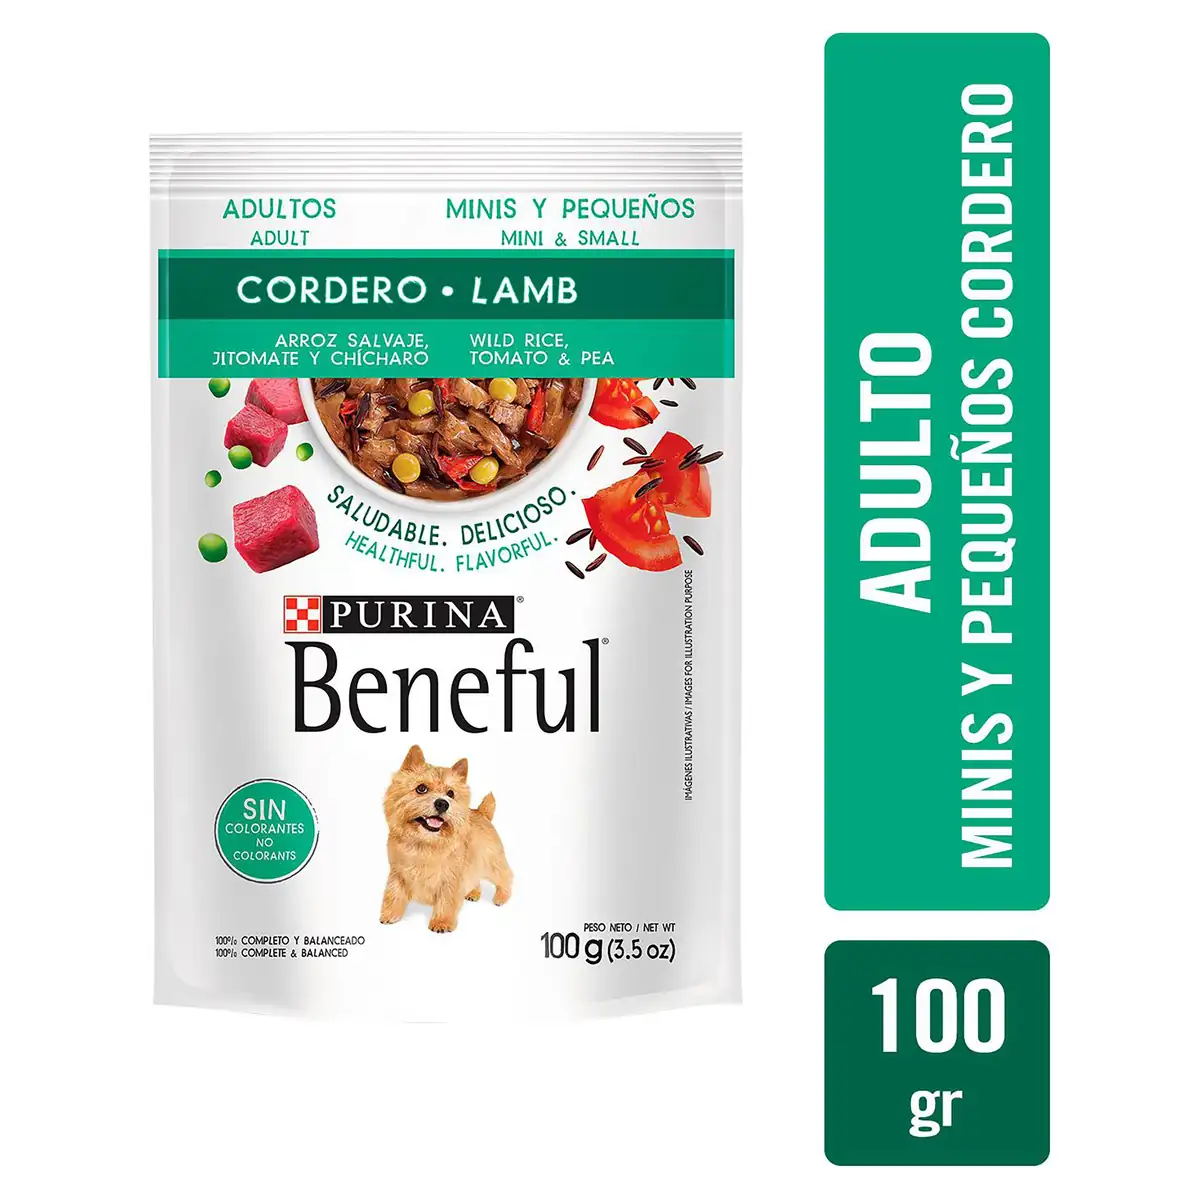 ADULTOS
ADULT
MINIS Y PEQUEÑOS
MINI & SMALL
CORDERO • LAMB
ARROZ SALVAJE,
JITOMATE Y CHÍCHARO
WILD RICE,
TOMATO & PEA
SALUDABLE. DELICIOSO.
HEALTHFUL. FLAVORFUL.
PURINA®
Beneful®
IMÁGENES ILUSTRATIVAS / IMAGES FOR ILLUSTRATION PURPOSE
SIN
COLORANTES
NO
COLORANTS
100% COMPLETO Y BALANCEADO
100% COMPLETE & BALANCED
PESO NETO / NET WT
100 g (3.5 oz)
ADULTO
MINIS Y PEQUEÑOS CORDERO
100
gr